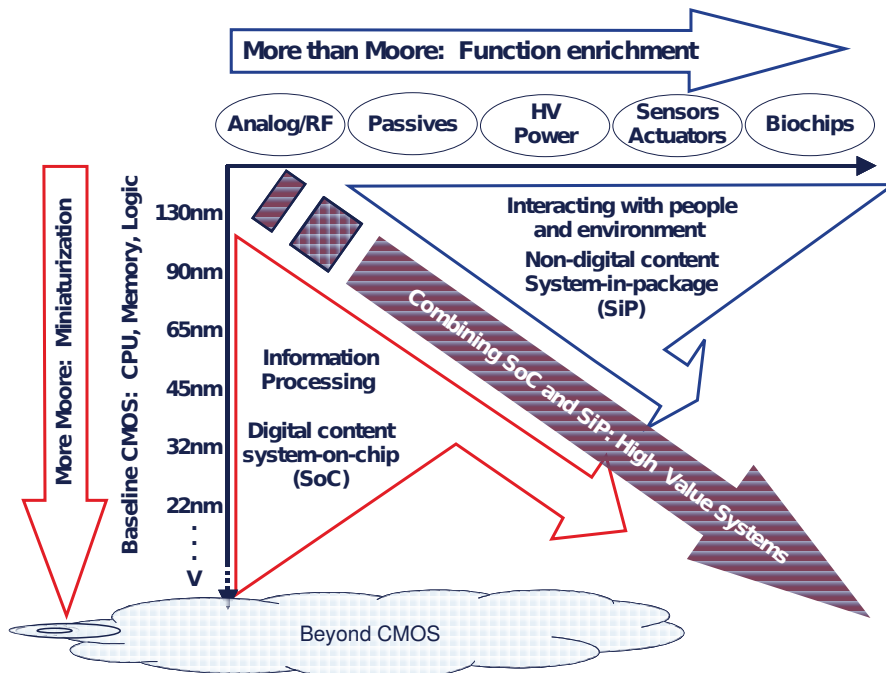 More than Moore: Function enrichment
Analog/RF
Passives
HV
Power
Sensors
Actuators
Biochips
More Moore: Miniaturization
Baseline CMOS: CPU, Memory, Logic
130nm
90nm
65nm
45nm
32nm
22nm
.
.
.
V
Interacting with people
and environment
Non-digital content
System-in-package
(SiP)
Combining SoC and SiP: High Value Systems
Information
Processing
Digital content
system-on-chip
(SoC)
Beyond CMOS